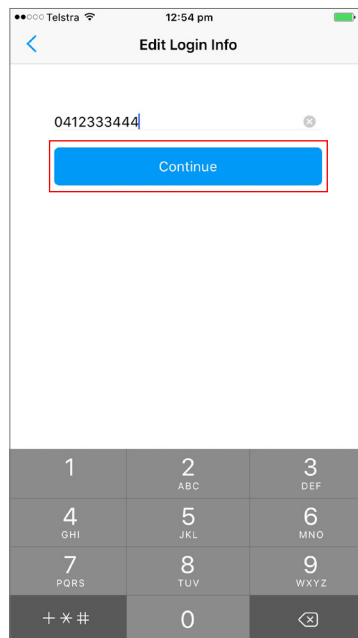 Telstra 12:54 pm
Edit Login Info
0412333444
Continue
1 2 3
ABC DEF
4 5 6
GHI JKL MNO
7 8 9
PQRS TUV WXYZ
+*# 0